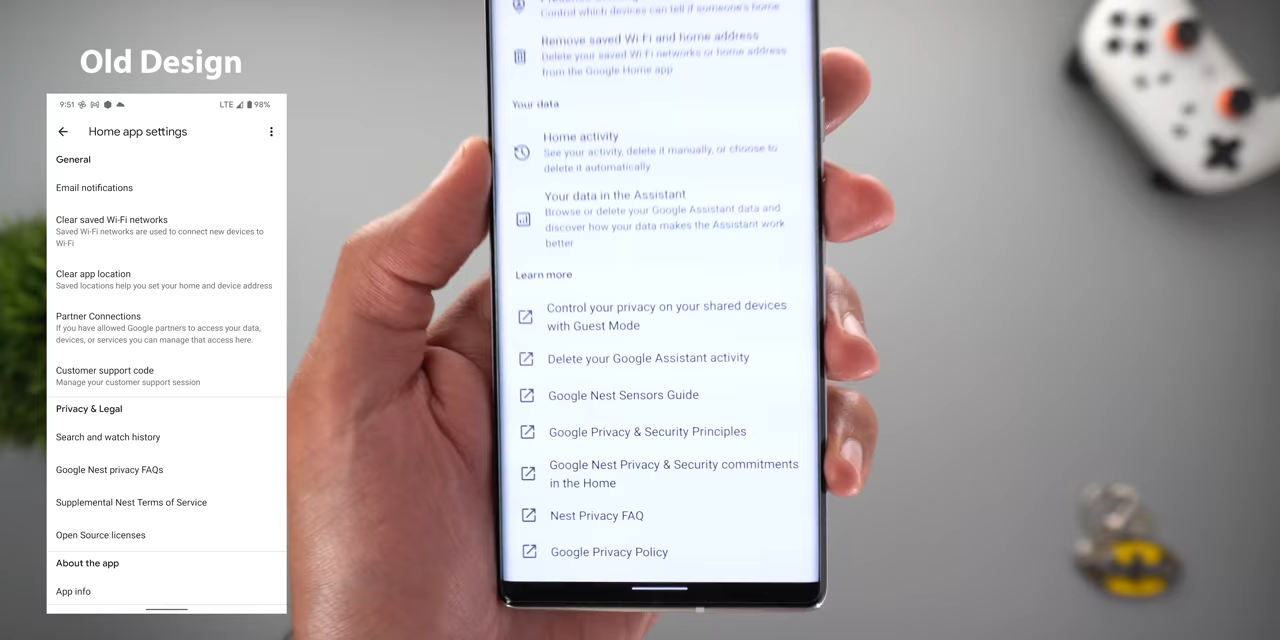 Old Design
9:51
LTE 98%
Home app settings
General
Email notifications
Clear saved Wi-Fi networks
Saved Wi-Fi networks are used to connect new devices to
Wi-Fi
Clear app location
Saved locations help you set your home and device address
Partner Connections
If you have allowed Google partners to access your data,
devices, or services you can manage that access here.
Customer support code
Manage your customer support session
Privacy & Legal
Search and watch history
Google Nest privacy FAQs
Supplemental Nest Terms of Service
Open Source licenses
About the app
App info
Control which devices can tell if someone's home
Remove saved Wi-Fi and home address
Delete your saved Wi-Fi networks or home address
from the Google Home app
Your data
Home activity
See your activity, delete it manually, or choose to
delete it automatically
Your data in the Assistant
Browse or delete your Google Assistant data and
discover how your data makes the Assistant work
better
Learn more
Control your privacy on your shared devices
with Guest Mode
Delete your Google Assistant activity
Google Nest Sensors Guide
Google Privacy & Security Principles
Google Nest Privacy & Security commitments
in the Home
Nest Privacy FAQ
Google Privacy Policy